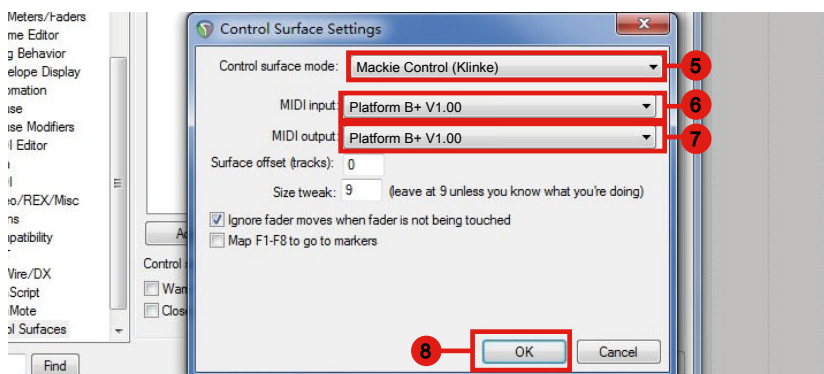 Meters/Faders
me Editor
g Behavior
elope Display
omation
se
se Modifiers
I Editor
o/REX/Misc
ns
patibility
Wire/DX
Script
Mote
ol Surfaces
Find
Control
Clos
Control Surface Settings
Control surface mode: Mackie Control (Klinke)
5
MIDI input: Platform B+ V1.00
6
MIDI output: Platform B+ V1.00
7
Surface offset (tracks): 0
Size tweak: 9 (leave at 9 unless you know what you're doing)
Ignore fader moves when fader is not being touched
Map F1-F8 to go to markers
8
OK
Cancel